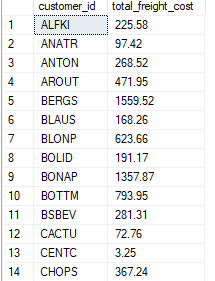 customer_id total_freight_cost
1 ALFKI 225.58
2 ANATR 97.42
3 ANTON 268.52
4 AROUT 471.95
5 BERGS 1559.52
6 BLAUS 168.26
7 BLONP 623.66
8 BOLID 191.17
9 BONAP 1357.87
10 BOTTM 793.95
11 BSBEV 281.31
12 CACTU 72.76
13 CENTC 3.25
14 CHOPS 367.24